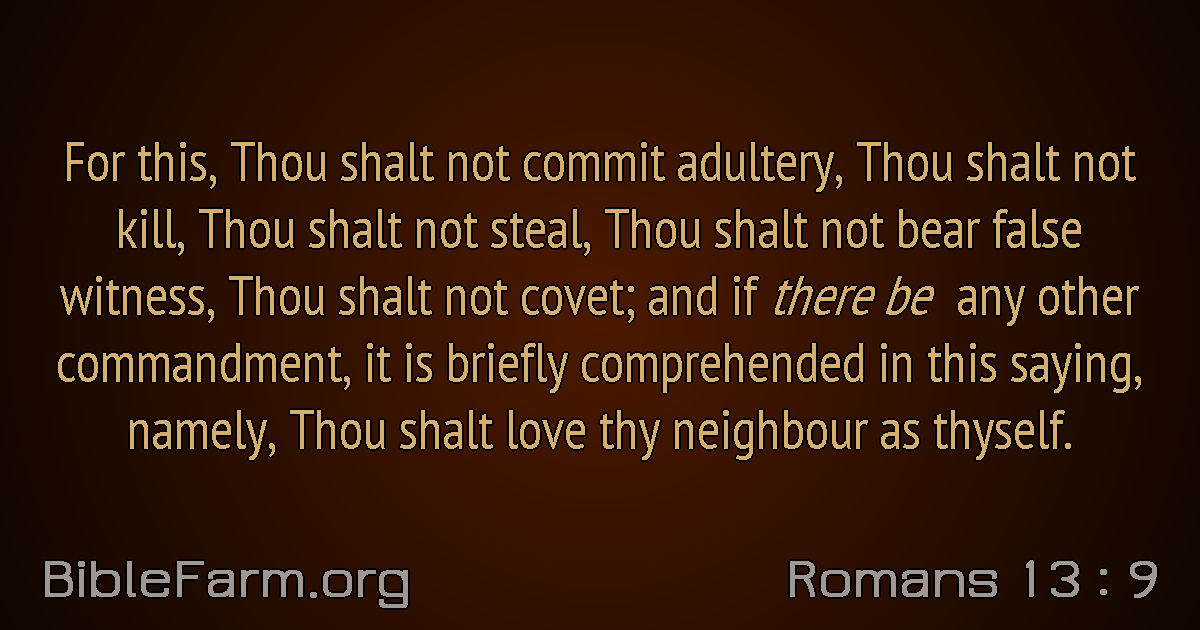 For this, Thou shalt not commit adultery, Thou shalt not
kill, Thou shalt not steal, Thou shalt not bear false
witness, Thou shalt not covet; and if there be any other
commandment, it is briefly comprehended in this saying,
namely, Thou shalt love thy neighbour as thyself.
BibleFarm.org
Romans 13 : 9